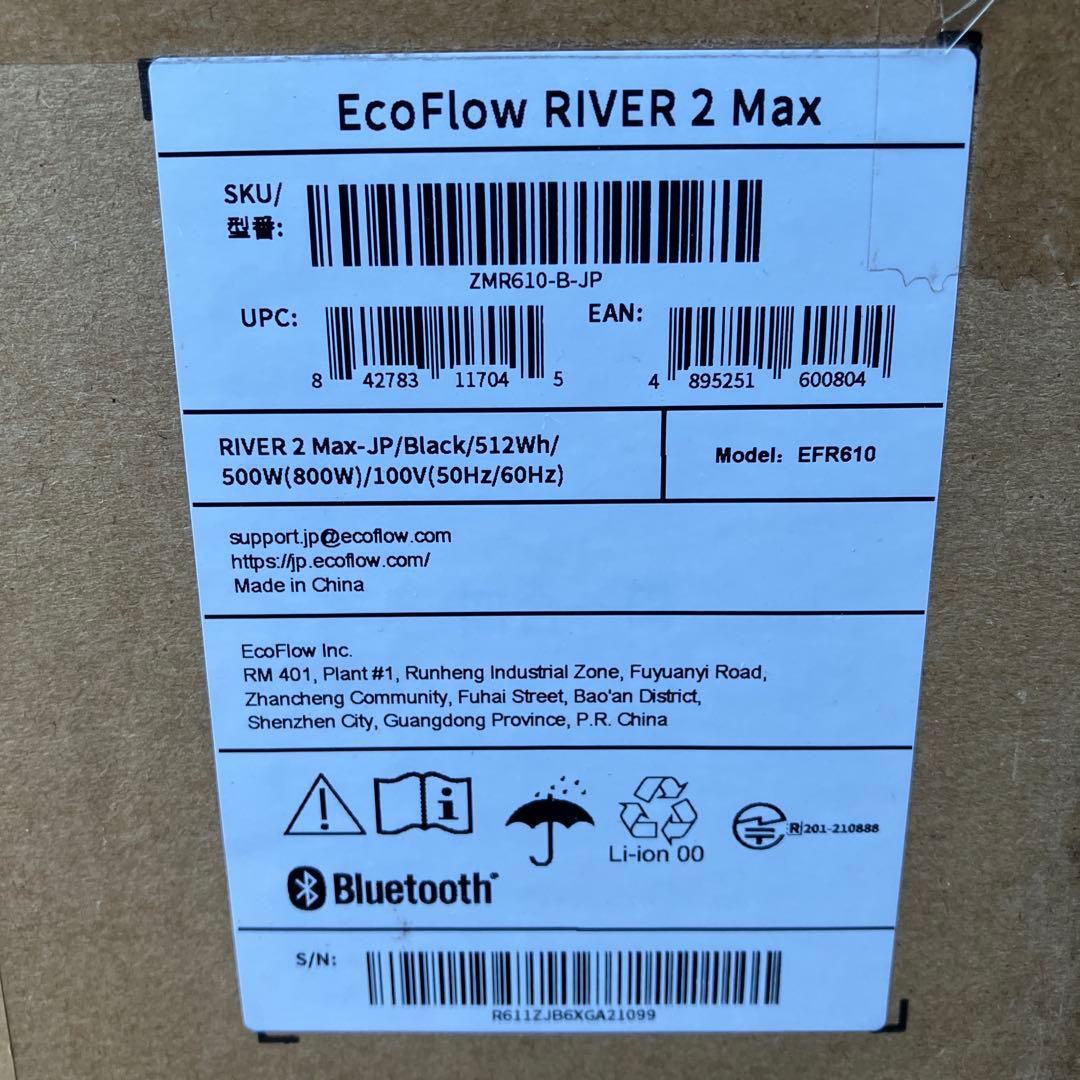 EcoFlow RIVER 2 Max
SKU/
型番:
ZMR610-B-JP
UPC:
8 42783 11704 5
EAN:
4 895251 600804
RIVER 2 Max-JP/Black/512Wh/
500W(800W)/100V(50Hz/60Hz)
Model: EFR610
support.jp@ecoflow.com
https://jp.ecoflow.com/
Made in China
EcoFlow Inc.
RM 401, Plant #1, Runheng Industrial Zone, Fuyuanyi Road,
Zhancheng Community, Fuhai Street, Bao'an District,
Shenzhen City, Guangdong Province, P.R. China
Li-ion 00
R 201-210888
Bluetooth
S/N:
R611ZJB6XGA21099